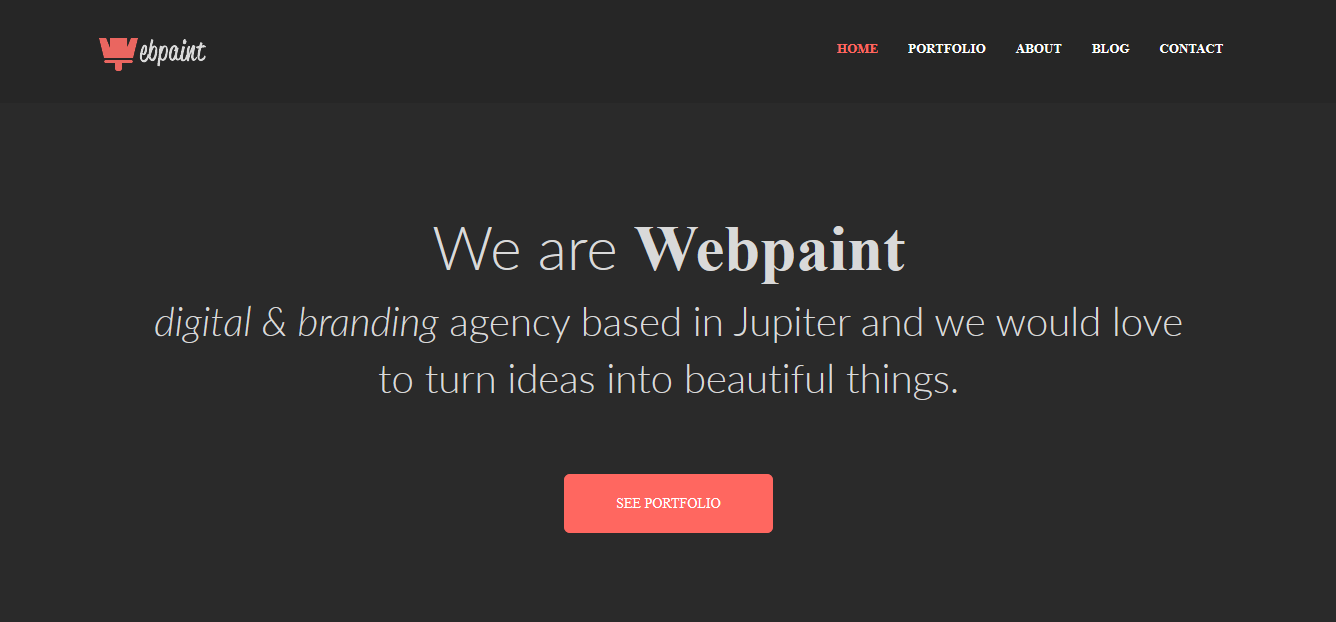 ebpaint
HOME PORTFOLIO ABOUT BLOG CONTACT
We are Webpaint
digital & branding agency based in Jupiter and we would love
to turn ideas into beautiful things.
SEE PORTFOLIO